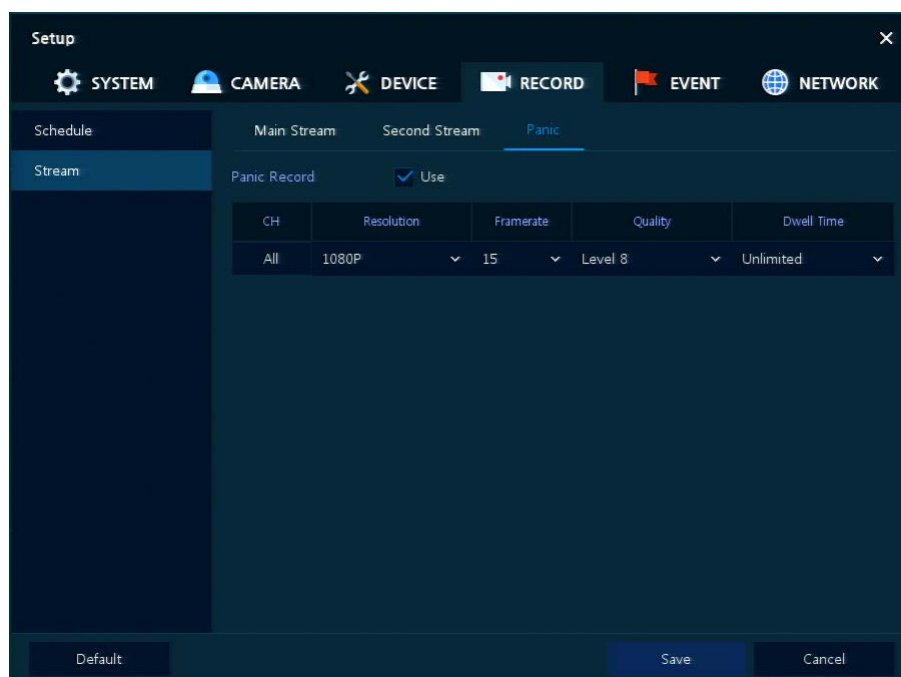 Setup
SYSTEM CAMERA DEVICE RECORD EVENT NETWORK
Schedule
Stream
Main Stream Second Stream Panic
Panic Record Use
CH Resolution Framerate Quality Dwell Time
All 1080P 15 Level 8 Unlimited
Default Save Cancel